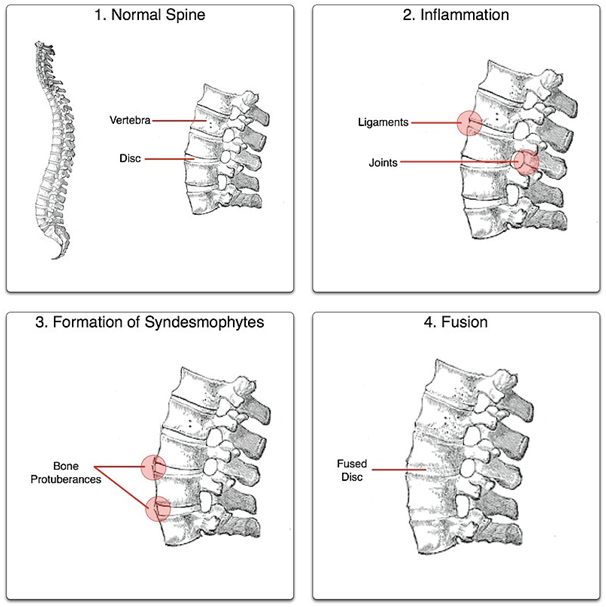 1. Normal Spine
Vertebra
Disc
2. Inflammation
Ligaments
Joints
3. Formation of Syndesmophytes
Bone
Protuberances
4. Fusion
Fused
Disc